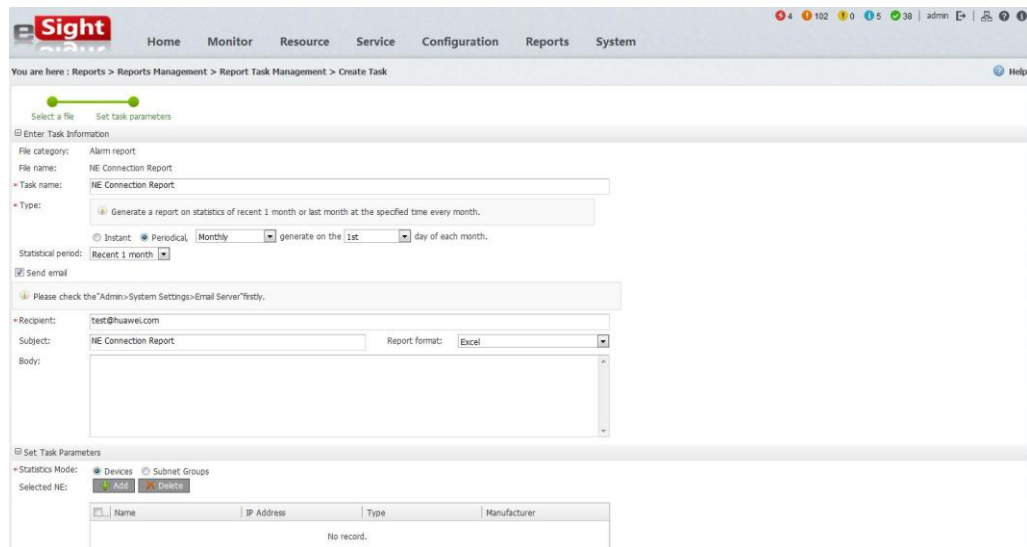 eSight
4 102 0 5 38 | admin
Home Monitor Resource Service Configuration Reports System
You are here : Reports > Reports Management > Report Task Management > Create Task
Help
Select a file Set task parameters
Enter Task Information
File category: Alarm report
File name: NE Connection Report
* Task name: NE Connection Report
* Type: Generate a report on statistics of recent 1 month or last month at the specified time every month.
Instant Periodical, Monthly generate on the 1st day of each month.
Statistical period: Recent 1 month
Send email
Please check the"Admin>System Settings>Email Server"firstly.
* Recipient: test@huawei.com
Subject: NE Connection Report Report format: Excel
Body:
Set Task Parameters
* Statistics Mode: Devices Subnet Groups
Selected NE: Add Delete
... Name IP Address Type Manufacturer
No record.